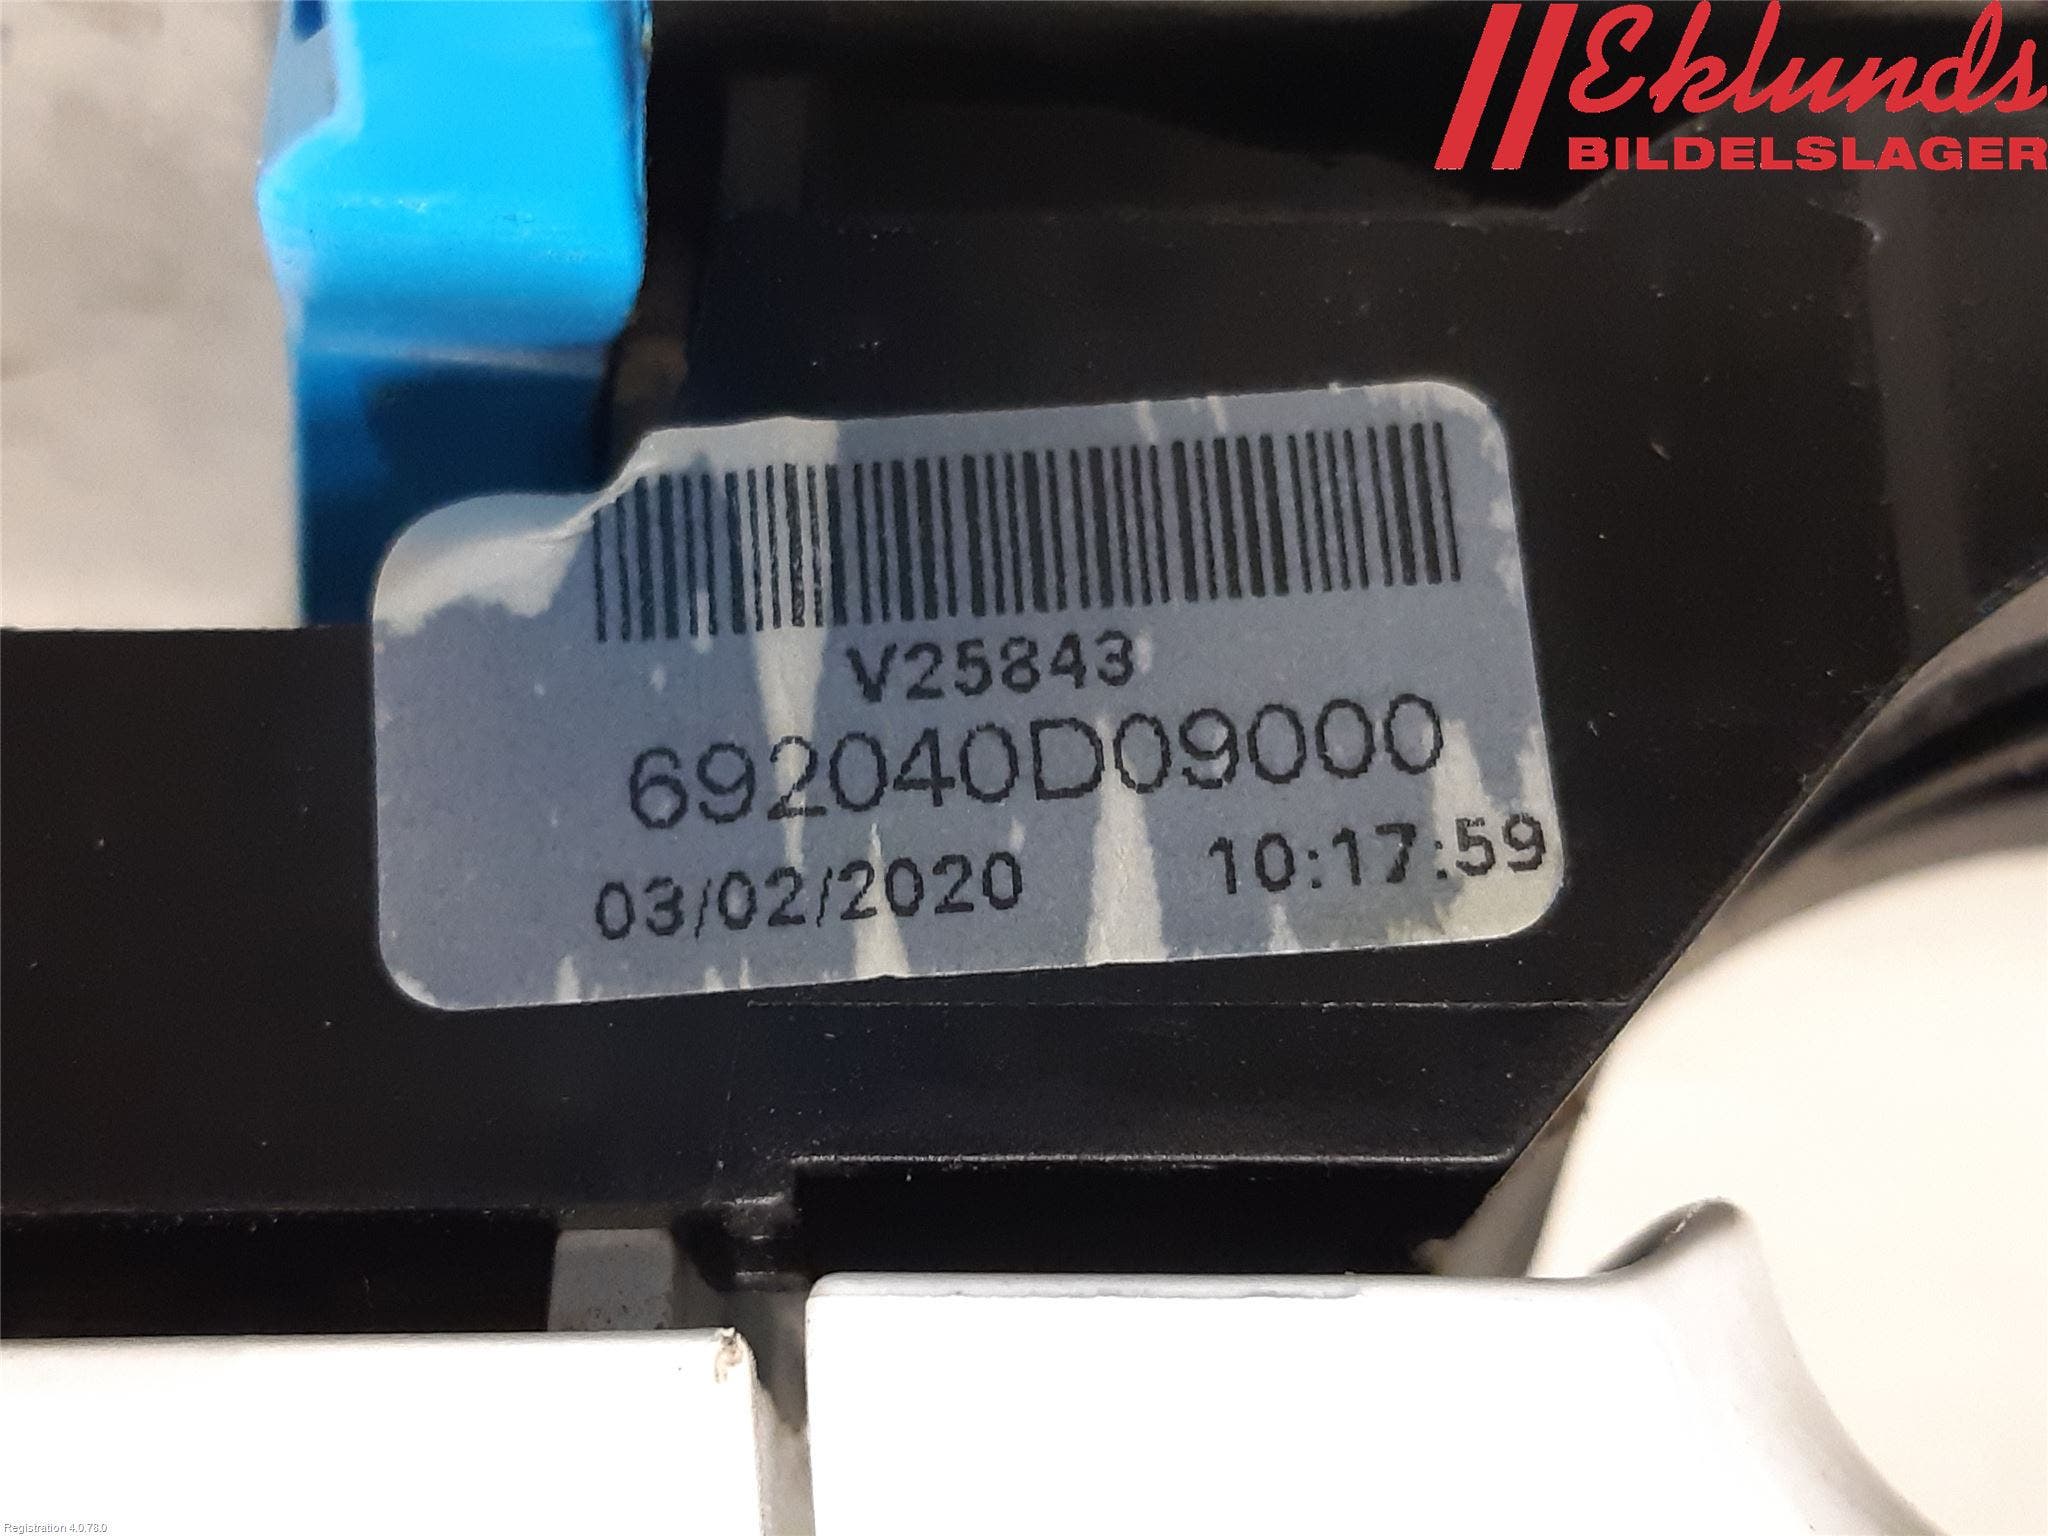 Eklunds
BILDELSLAGER
V25843
692040D09000
03/02/2020 10:17:59
Registration 4.0.78.0